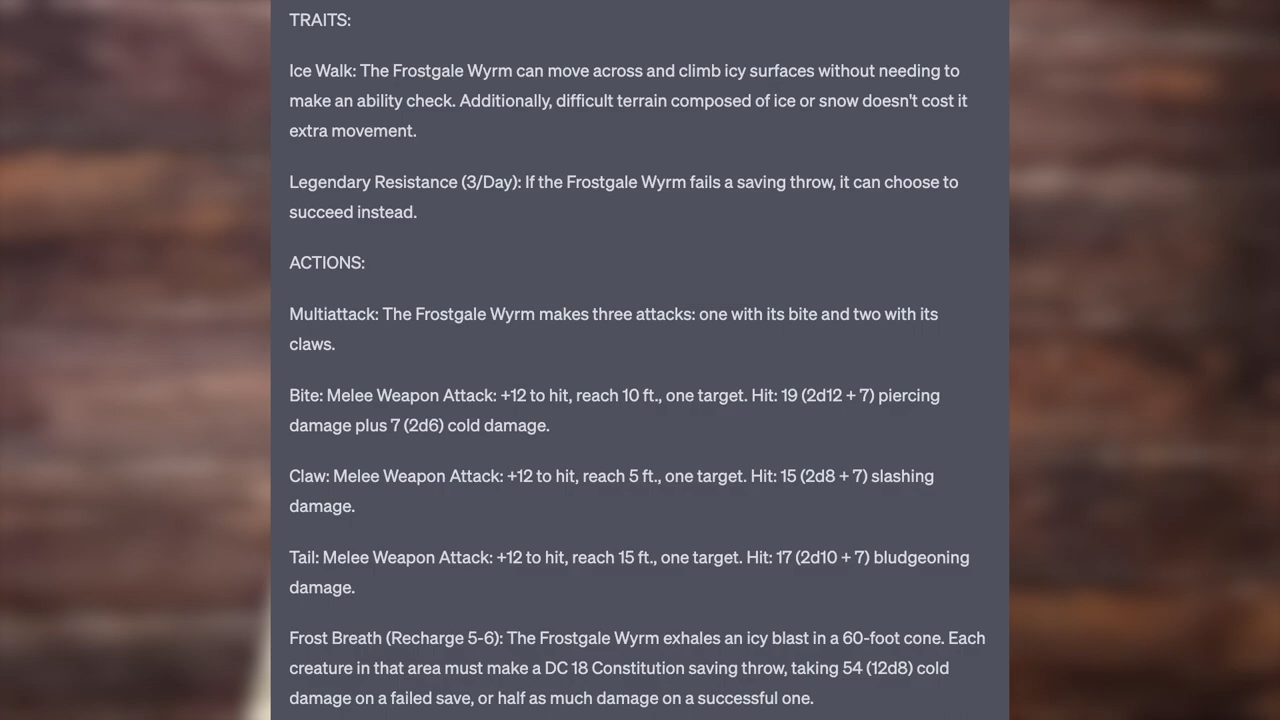 TRAITS:
Ice Walk: The Frostgale Wyrm can move across and climb icy surfaces without needing to
make an ability check. Additionally, difficult terrain composed of ice or snow doesn't cost it
extra movement.
Legendary Resistance (3/Day): If the Frostgale Wyrm fails a saving throw, it can choose to
succeed instead.
ACTIONS:
Multiattack: The Frostgale Wyrm makes three attacks: one with its bite and two with its
claws.
Bite: Melee Weapon Attack: +12 to hit, reach 10 ft., one target. Hit: 19 (2d12 + 7) piercing
damage plus 7 (2d6) cold damage.
Claw: Melee Weapon Attack: +12 to hit, reach 5 ft., one target. Hit: 15 (2d8 + 7) slashing
damage.
Tail: Melee Weapon Attack: +12 to hit, reach 15 ft., one target. Hit: 17 (2d10 + 7) bludgeoning
damage.
Frost Breath (Recharge 5-6): The Frostgale Wyrm exhales an icy blast in a 60-foot cone. Each
creature in that area must make a DC 18 Constitution saving throw, taking 54 (12d8) cold
damage on a failed save, or half as much damage on a successful one.